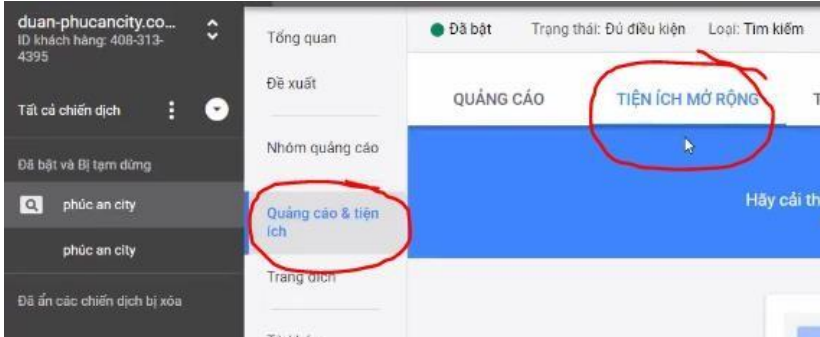 duan-phucancity.co...
ID khách hàng: 408-313-
4395
Tất cả chiến dịch
Đã bật và Bị tạm dừng
phúc an city
phúc an city
Đã ẩn các chiến dịch bị xóa
Tổng quan
Đề xuất
Nhóm quảng cáo
Quảng cáo & tiện
ích
Trang đích
Đã bật Trạng thái: Đủ điều kiện Loại: Tìm kiếm
QUẢNG CÁO TIỆN ÍCH MỞ RỘNG T
Hãy cải th